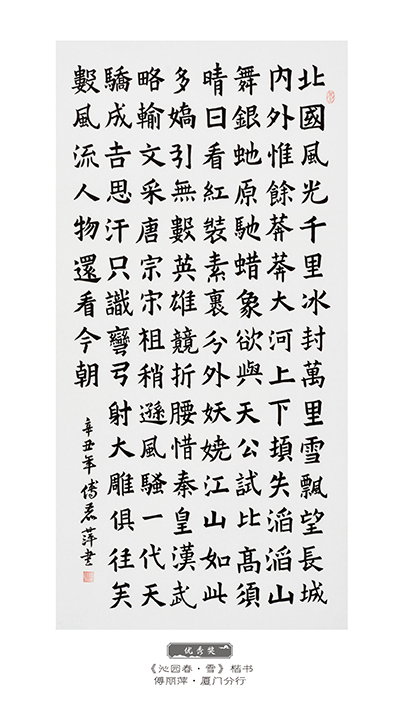 北國風光千里冰封萬里雪飄望長城
内外惟餘莽莽大河上下頓失滔滔山
舞銀虵原馳蜡象欲與天公試比高須
晴日看紅裝素裹分外妖嬈江山如此
多嬌引無數英雄競折腰惜秦皇漢武
略輸文采唐宗宋祖稍遜風騷一代天
驕成吉思汗只識彎弓射大雕俱往矣
數風流人物還看今朝
辛丑年傅丽萍書
优秀奖
《沁园春·雪》楷书
傅丽萍·厦门分行